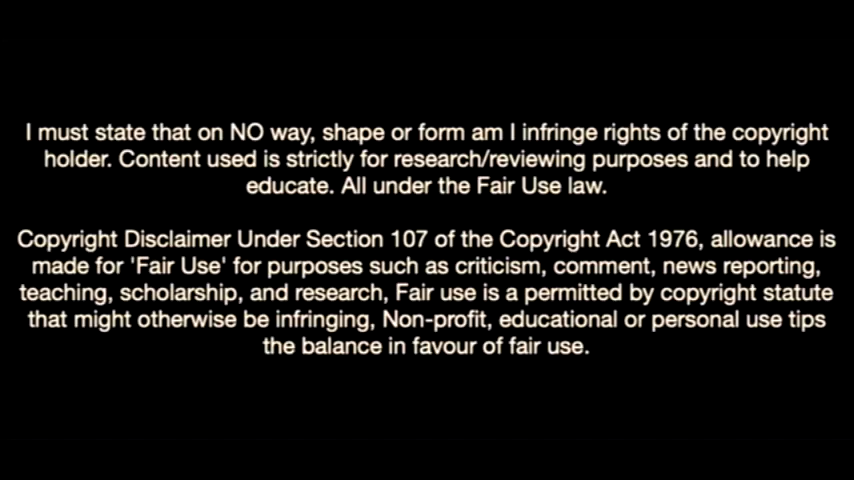 I must state that on NO way, shape or form am I infringe rights of the copyright
holder. Content used is strictly for research/reviewing purposes and to help
educate. All under the Fair Use law.
Copyright Disclaimer Under Section 107 of the Copyright Act 1976, allowance is
made for 'Fair Use' for purposes such as criticism, comment, news reporting,
teaching, scholarship, and research, Fair use is a permitted by copyright statute
that might otherwise be infringing, Non-profit, educational or personal use tips
the balance in favour of fair use.